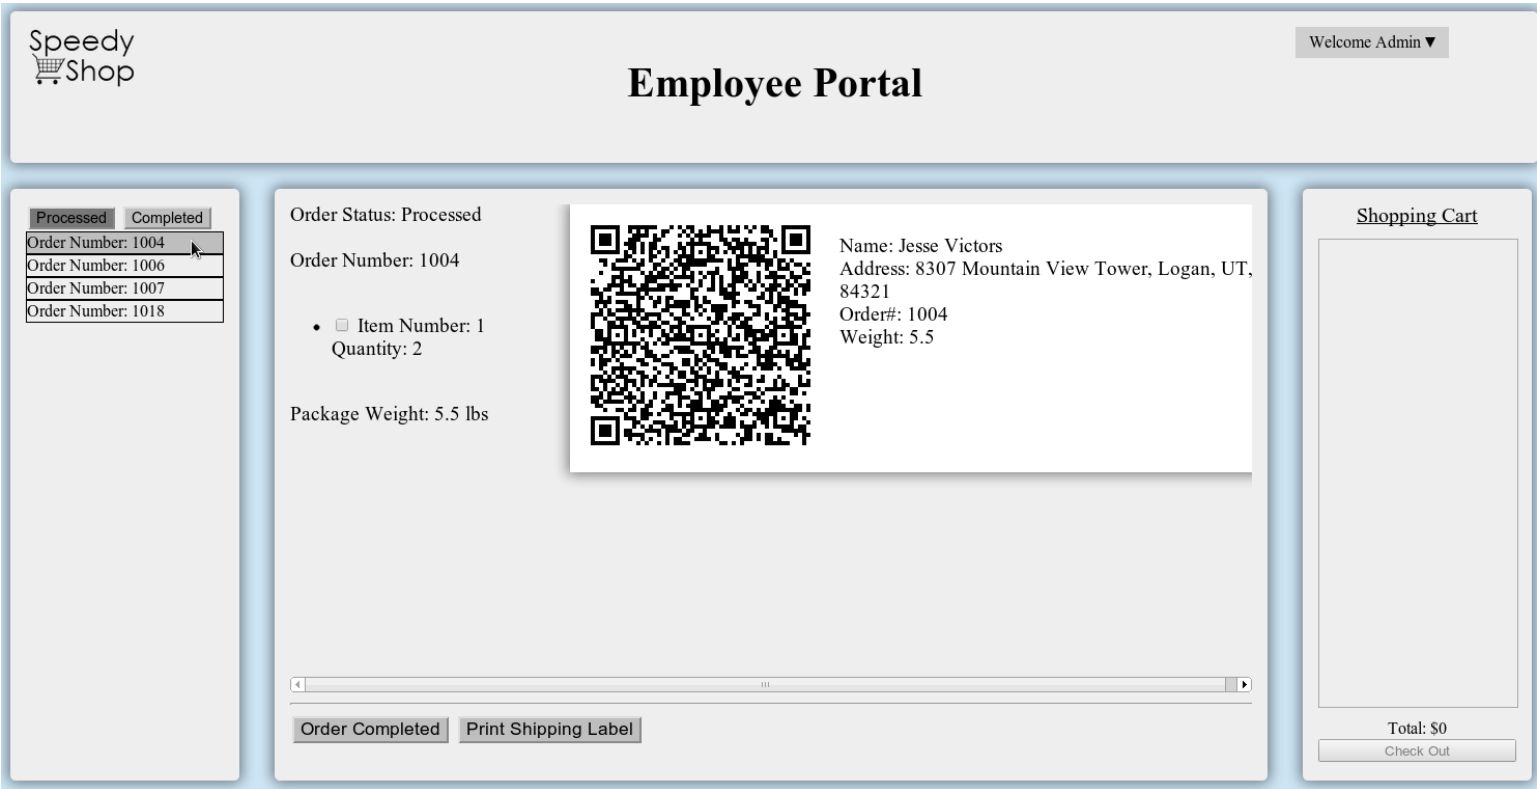 Speedy
Shop
Welcome Admin ▼
Employee Portal
Processed
Completed
Order Number: 1004
Order Number: 1006
Order Number: 1007
Order Number: 1018
Order Status: Processed
Order Number: 1004
• Item Number: 1
Quantity: 2
Package Weight: 5.5 lbs
Name: Jesse Victors
Address: 8307 Mountain View Tower, Logan, UT,
84321
Order#: 1004
Weight: 5.5
Order Completed
Print Shipping Label
Shopping Cart
Total: $0
Check Out